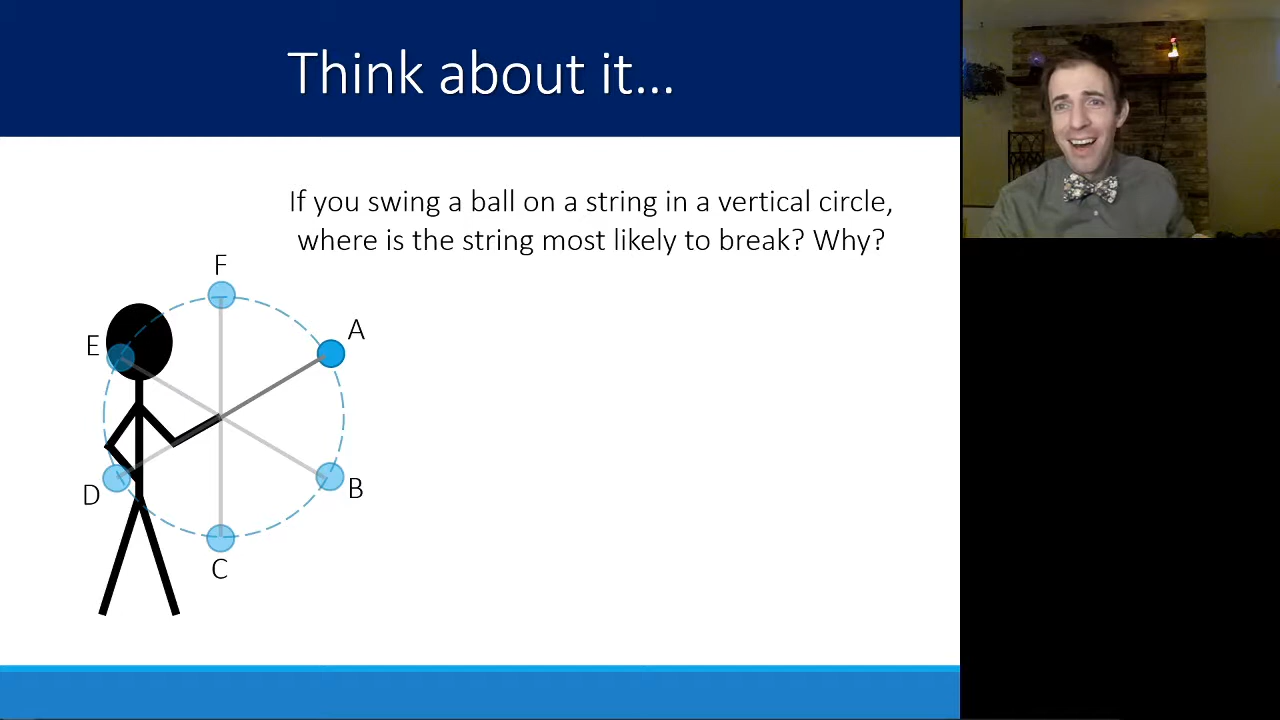 Think about it...
If you swing a ball on a string in a vertical circle,
where is the string most likely to break? Why?
F
A
E
D
B
C